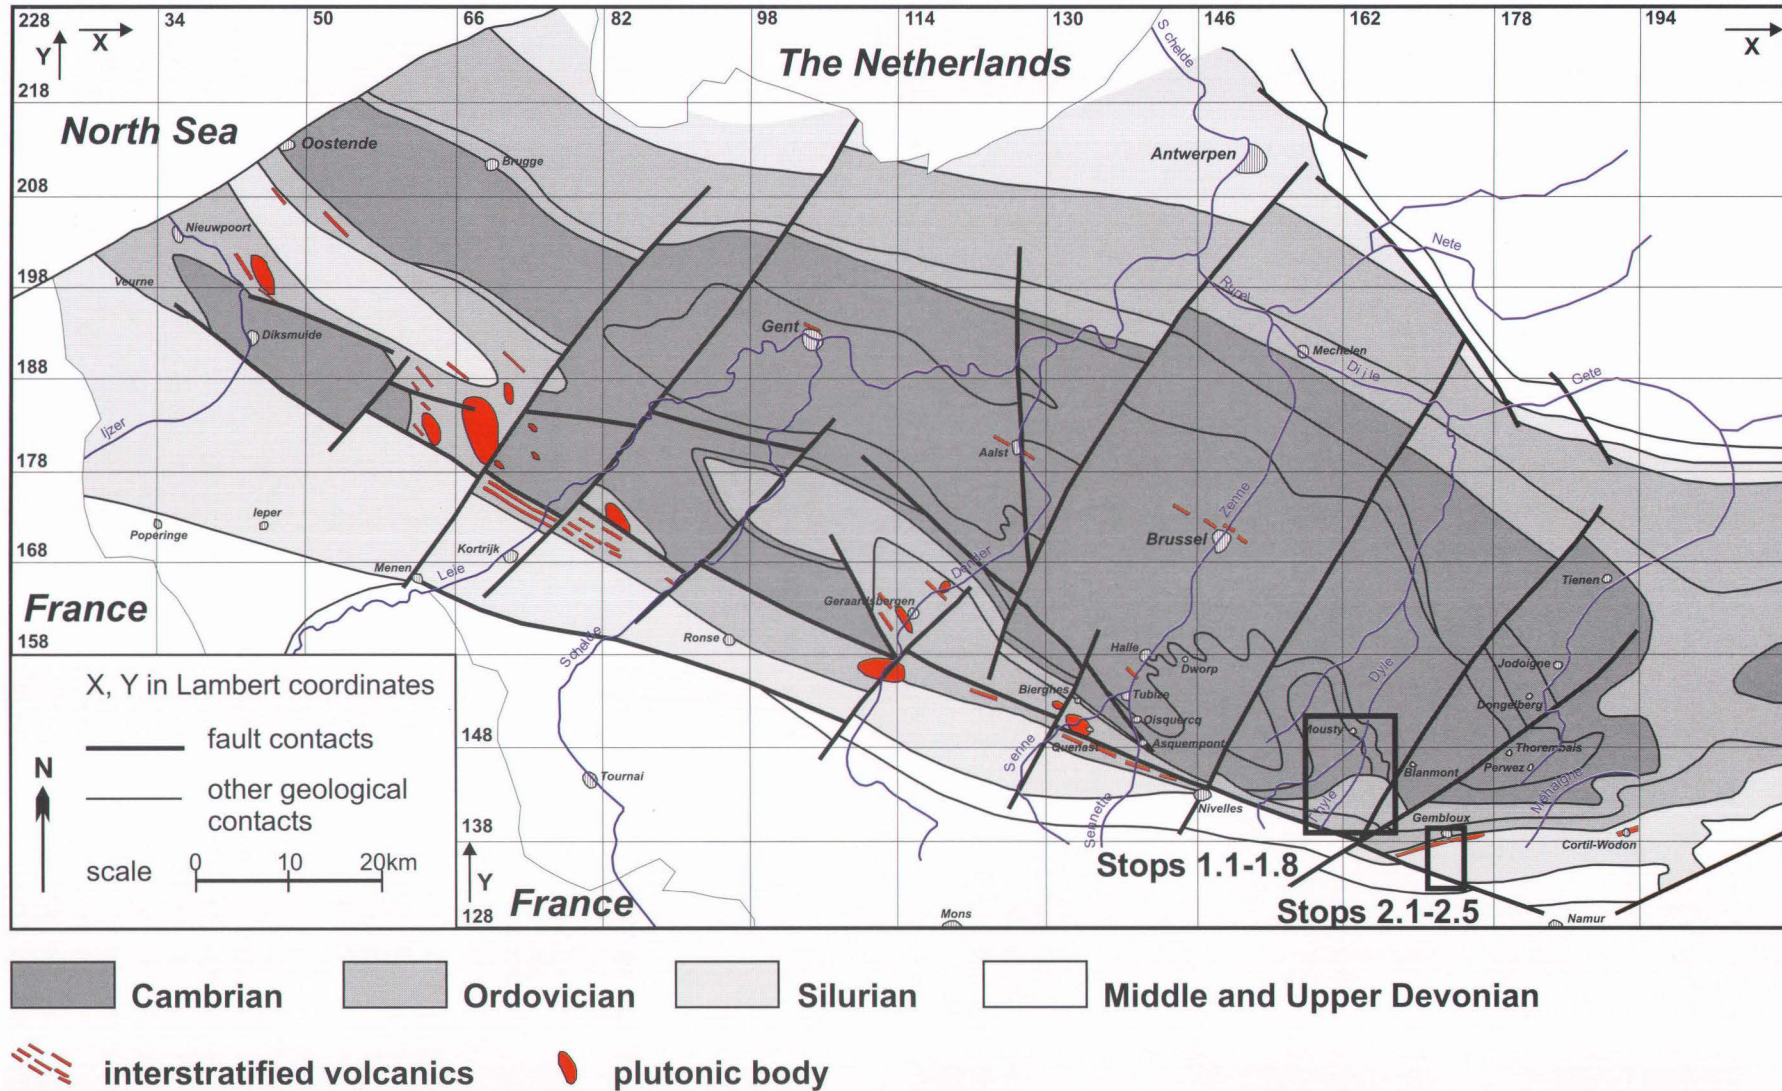 228 34 50 66 82 98 114 130 146 162 178 194
Y X X
The Netherlands
Schelde
218
North Sea
Oostende
Brugge
Antwerpen
208
Nieuwpoort
Nete
198
Veurne
Rupel
Diksmuide
Gent
Mechelen
Dijle
188
Gete
Ijzer
Aalst
178
Ieper
Poperinge
Zenne
Brussel
Kortrijk
168
Menen
Leie
Dender
Tienen
France
Geraardsbergen
158
Ronse
Schelde
Halle
Dworp
Dyle
Jodoigne
X, Y in Lambert coordinates
Bierghes
Tubize
Dongelberg
fault contacts
Oisquercq
Mousty
148
Senne
Quenast
Asquempont
Thorembais
N
Tournai
Blanmont
Perwez
other geological
contacts
Nivelles
Thyle
Méhaigne
Sennette
Gembloux
138
Cortil-Wodon
scale
0 10 20km
Y
Stops 1.1-1.8
France
Stops 2.1-2.5
128
Mons
Namur
Cambrian
Ordovician
Silurian
Middle and Upper Devonian
interstratified volcanics
plutonic body